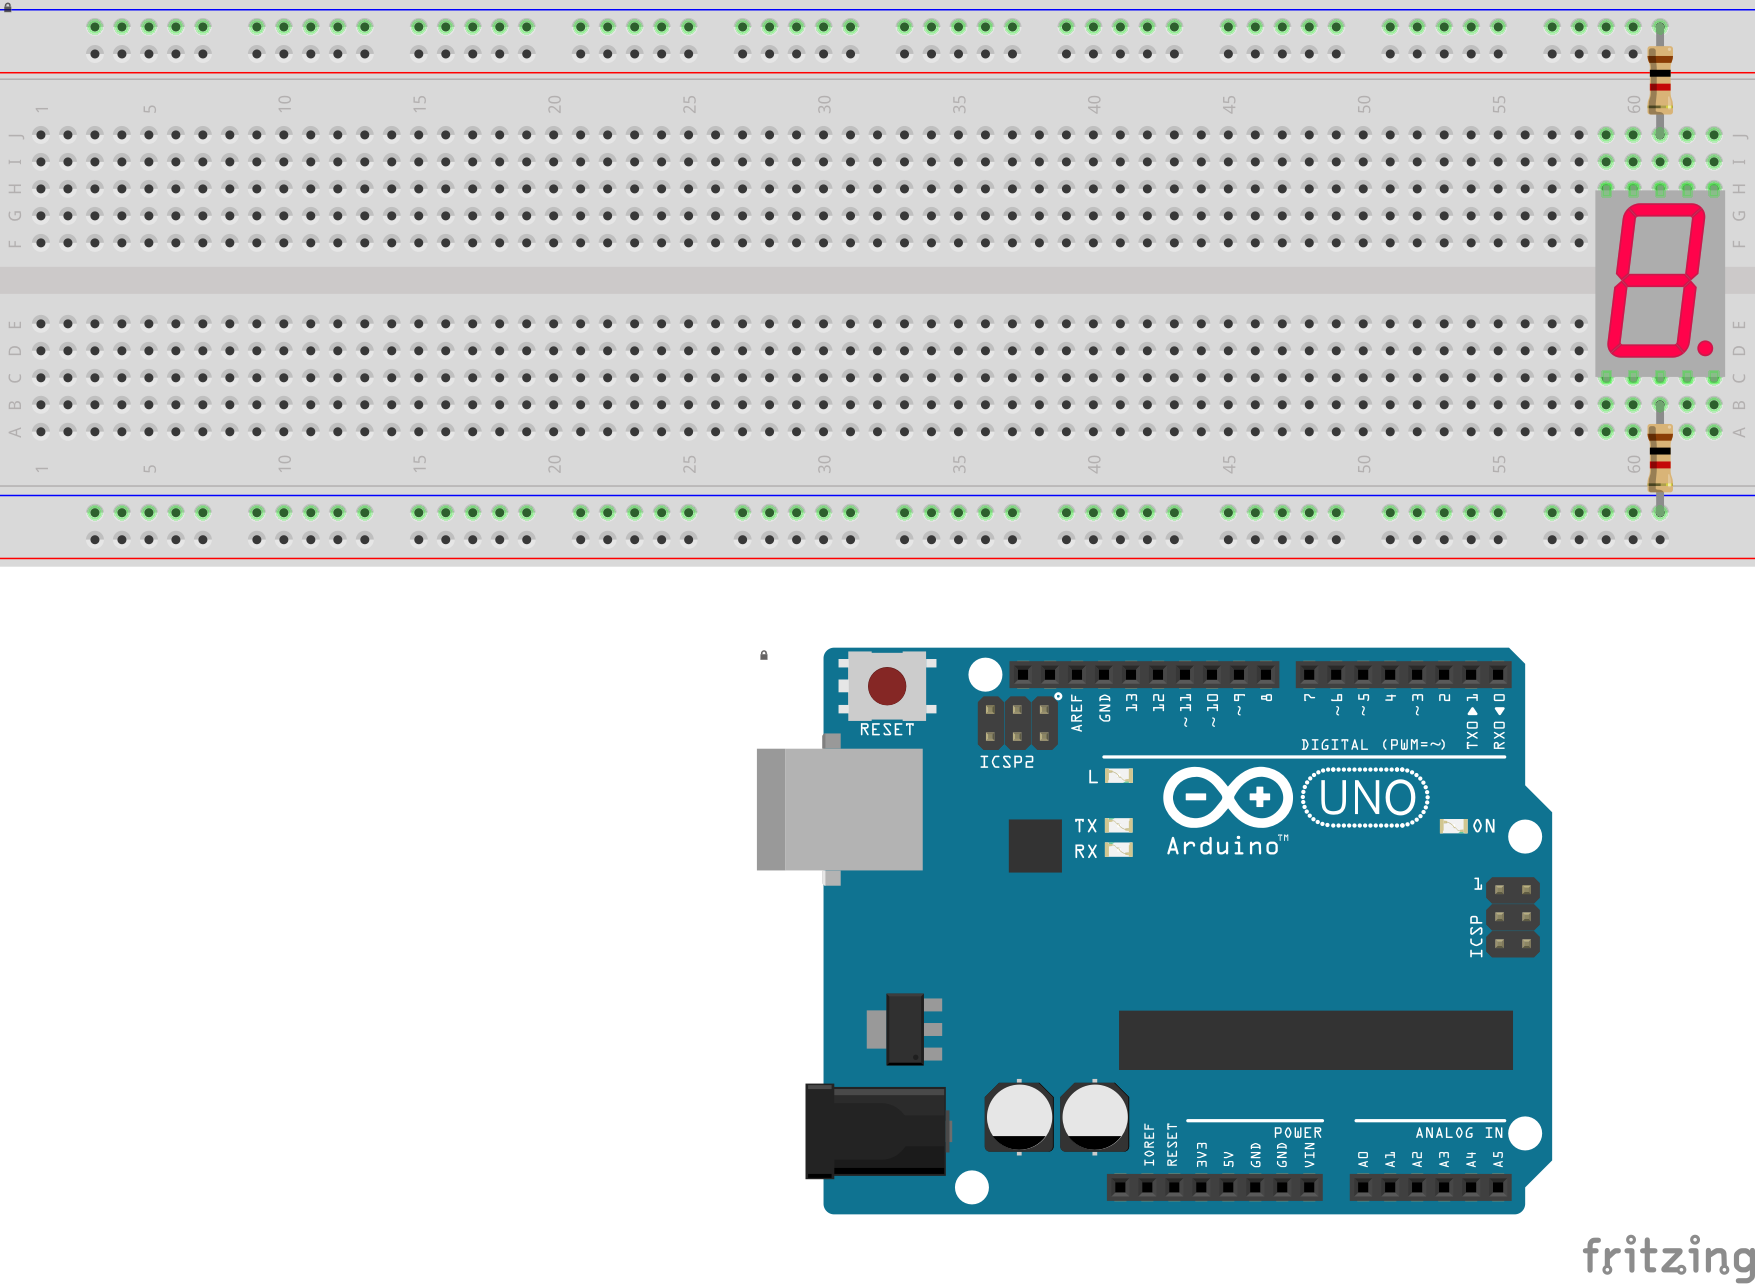 1 5 10 15 20 25 30 35 40 45 50 55 60
J J
I I
H H
G G
F F
E E
D D
C C
B B
A A
1 5 10 15 20 25 30 35 40 45 50 55 60
RESET
ICSP2
AREF
GND
13
12
~11
~10
~9
8
7
~6
~5
4
~3
2
TX0▶1
RX0◀0
DIGITAL (PWM=~)
L
TX
RX
UNO
Arduino™
ON
1
ICSP
POWER
ANALOG IN
IOREF
RESET
3V3
5V
GND
GND
VIN
A0
A1
A2
A3
A4
A5
fritzing